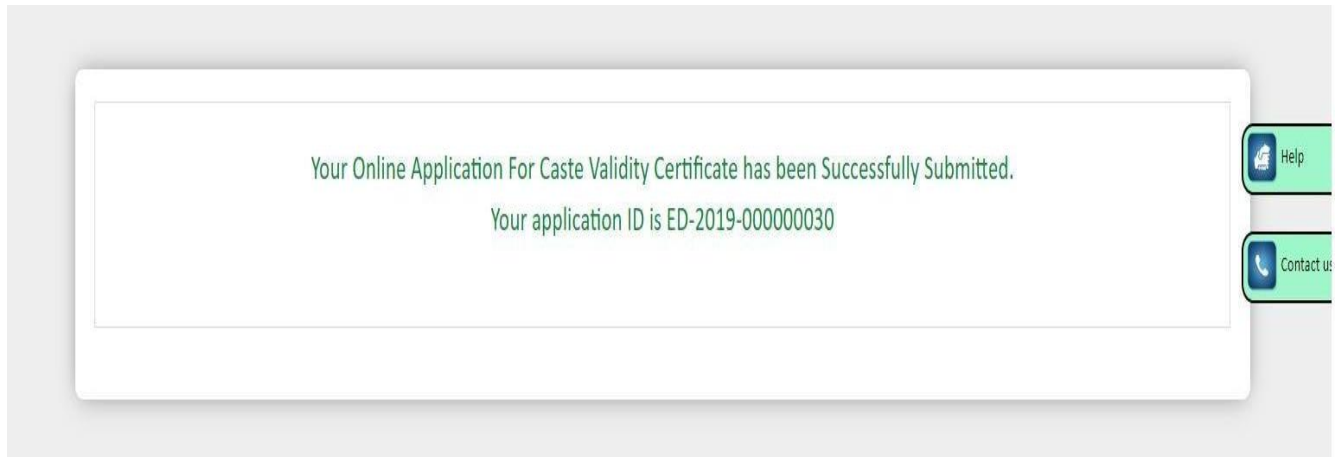 Your Online Application For Caste Validity Certificate has been Successfully Submitted.
Your application ID is ED-2019-000000030
Help
Contact us